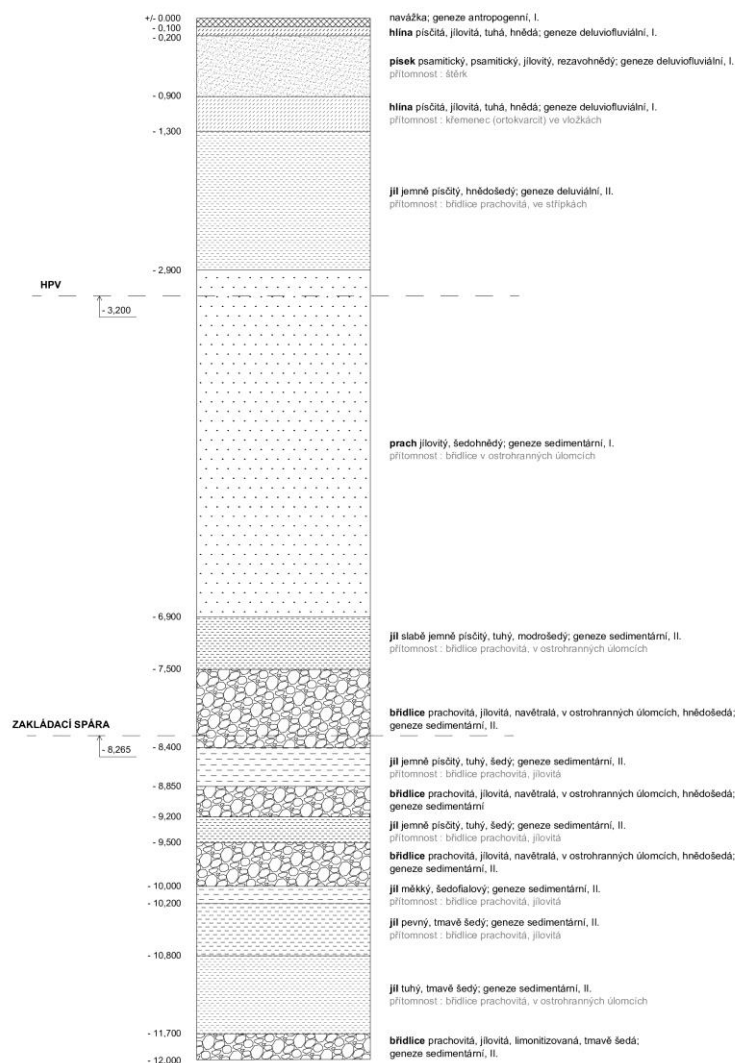 +/- 0.000
navážka; geneze antropogenní, I.
- 0,100
hlína písčitá, jílovitá, tuhá, hnědá; geneze deluviofluviální, I.
- 0,200
písek psamitický, psamitický, jílovitý, rezavohnědý; geneze deluviofluviální, I.
přítomnost : štěrk
- 0,900
hlína písčitá, jílovitá, tuhá, hnědá; geneze deluviofluviální, I.
přítomnost : křemenec (ortokvarcit) ve vložkách
- 1,300
jíl jemně písčitý, hnědošedý; geneze deluviální, II.
přítomnost : břidlice prachovitá, ve střípkách
- 2,900
HPV
- 3,200
prach jílovitý, šedohnědý; geneze sedimentární, I.
přítomnost : břidlice v ostrohranných úlomcích
- 6,900
jíl slabě jemně písčitý, tuhý, modrošedý; geneze sedimentární, II.
přítomnost : břidlice prachovitá, v ostrohranných úlomcích
- 7,500
břidlice prachovitá, jílovitá, navětralá, v ostrohranných úlomcích, hnědošedá;
geneze sedimentární, II.
ZAKLÁDACÍ SPÁRA
- 8,265
- 8,400
jíl jemně písčitý, tuhý, šedý; geneze sedimentární, II.
přítomnost : břidlice prachovitá, jílovitá
- 8,850
břidlice prachovitá, jílovitá, navětralá, v ostrohranných úlomcích, hnědošedá;
geneze sedimentární
- 9,200
jíl jemně písčitý, tuhý, šedý; geneze sedimentární, II.
přítomnost : břidlice prachovitá, jílovitá
- 9,500
břidlice prachovitá, jílovitá, navětralá, v ostrohranných úlomcích, hnědošedá;
geneze sedimentární, II.
- 10,000
jíl měkký, šedofialový; geneze sedimentární, II.
přítomnost : břidlice prachovitá, jílovitá
- 10,200
jíl pevný, tmavě šedý; geneze sedimentární, II.
přítomnost : břidlice prachovitá, jílovitá
- 10,800
jíl tuhý, tmavě šedý; geneze sedimentární, II.
přítomnost : břidlice prachovitá, v ostrohranných úlomcích
- 11,700
břidlice prachovitá, jílovitá, limonitizovaná, tmavě šedá;
geneze sedimentární, II.
- 12,000